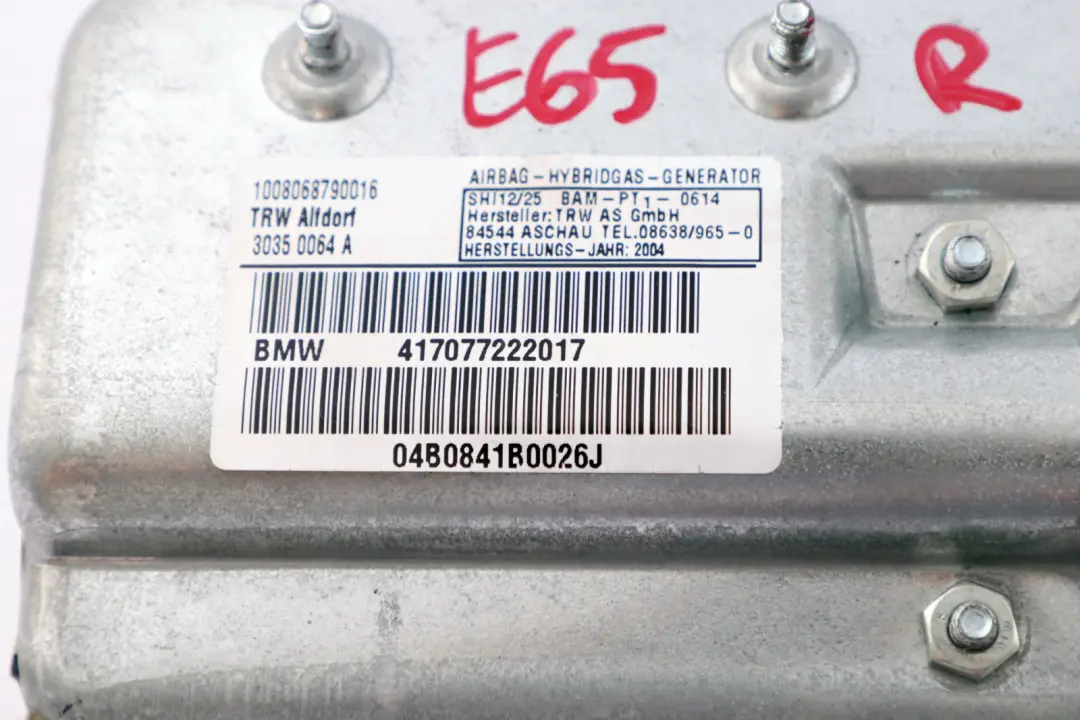 E65 R
1008068790016
TRW Alfdorf
3035 0064 A
AIRBAG-HYBRIDGAS-GENERATOR
SH/12/25 BAM-PT1- 0614
Hersteller: TRW AS GmbH
84544 ASCHAU TEL.08638/965-0
HERSTELLUNGS-JAHR: 2004
BMW 417077222017
04B0841B0026J